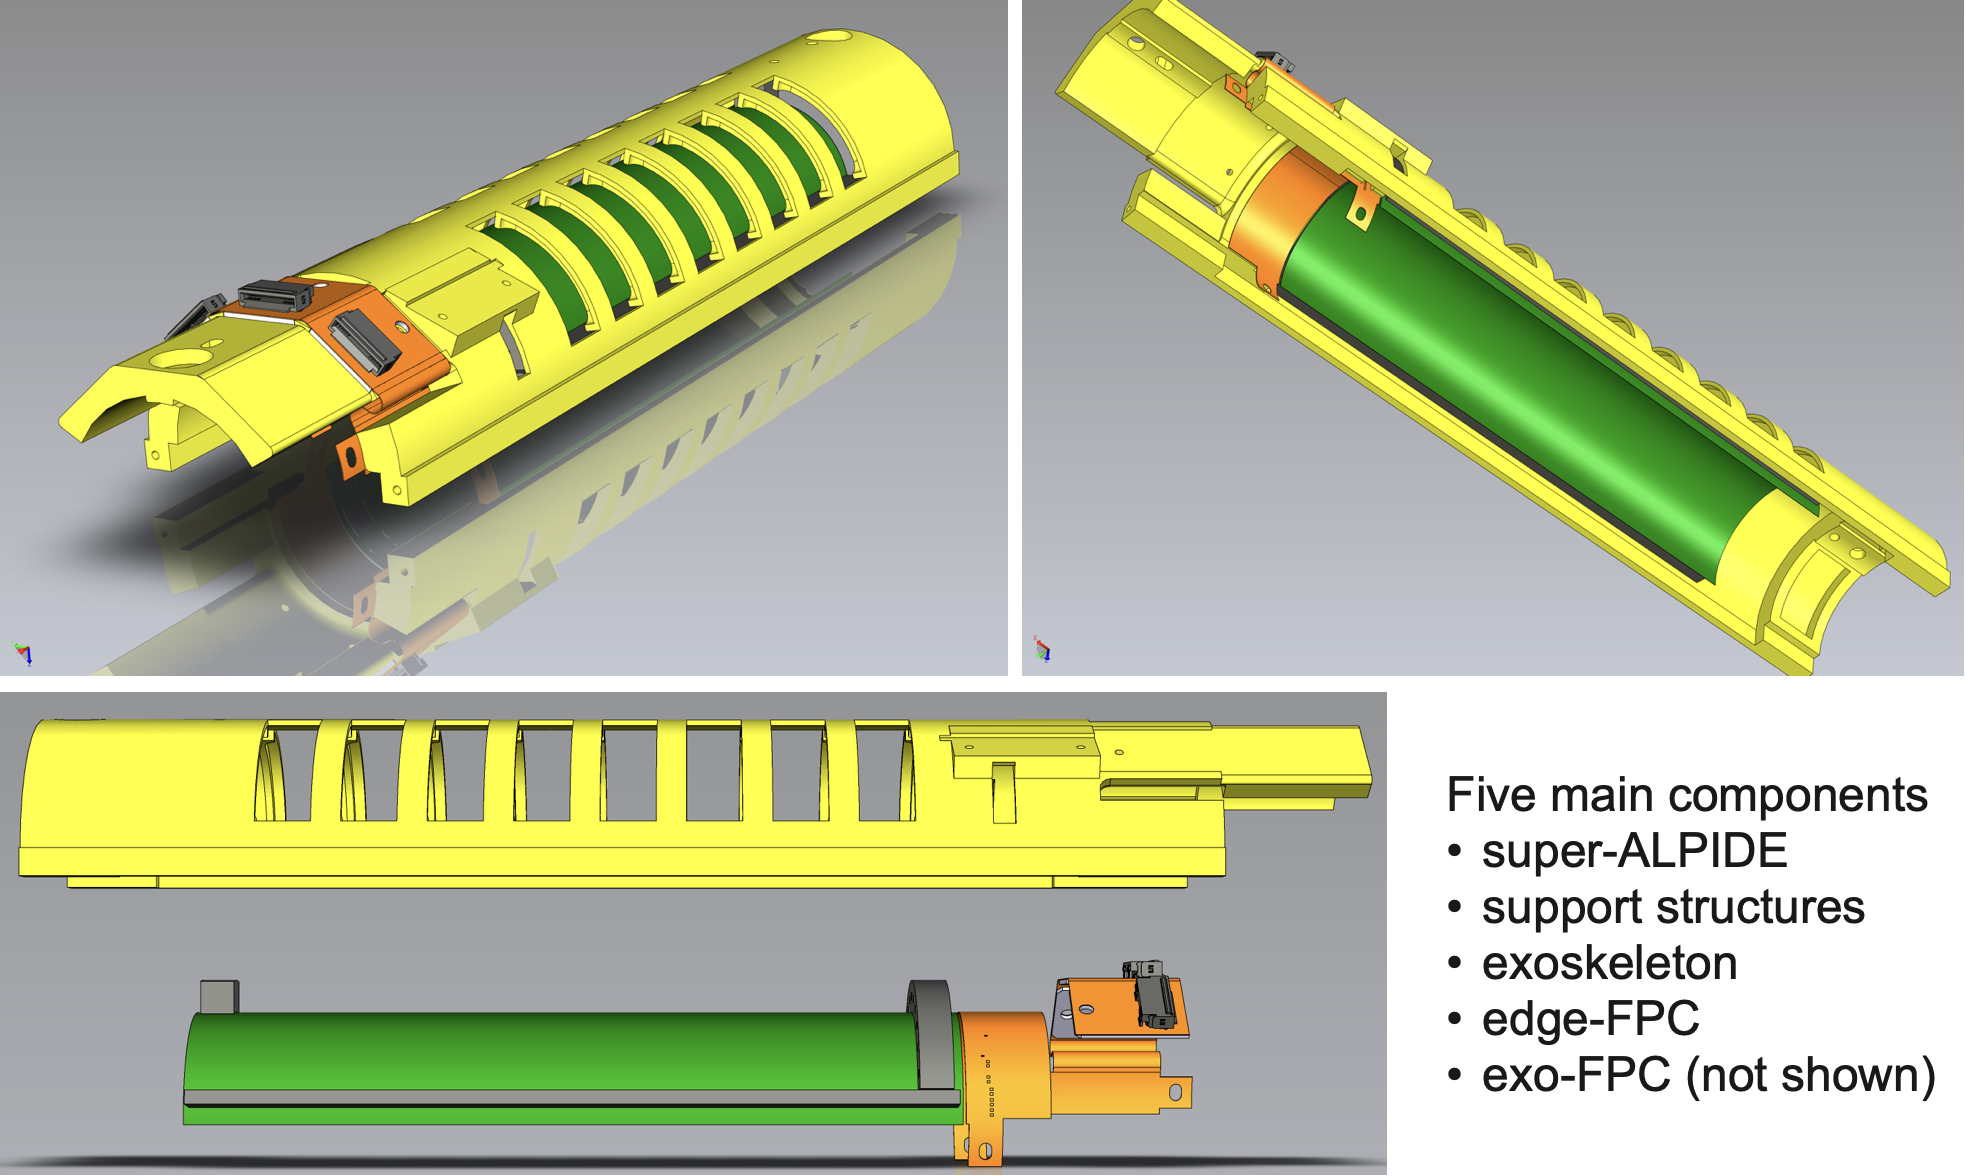 Five main components
• super-ALPIDE
• support structures
• exoskeleton
• edge-FPC
• exo-FPC (not shown)